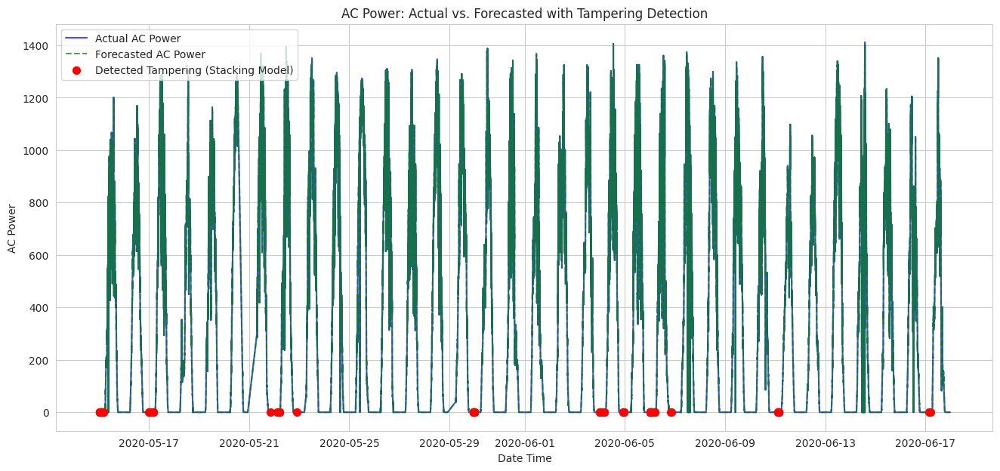 AC Power: Actual vs. Forecasted with Tampering Detection
Actual AC Power
Forecasted AC Power
Detected Tampering (Stacking Model)
AC Power
1400
1200
1000
800
600
400
200
0
2020-05-17 2020-05-21 2020-05-25 2020-05-29 2020-06-01 2020-06-05 2020-06-09 2020-06-13 2020-06-17
Date Time